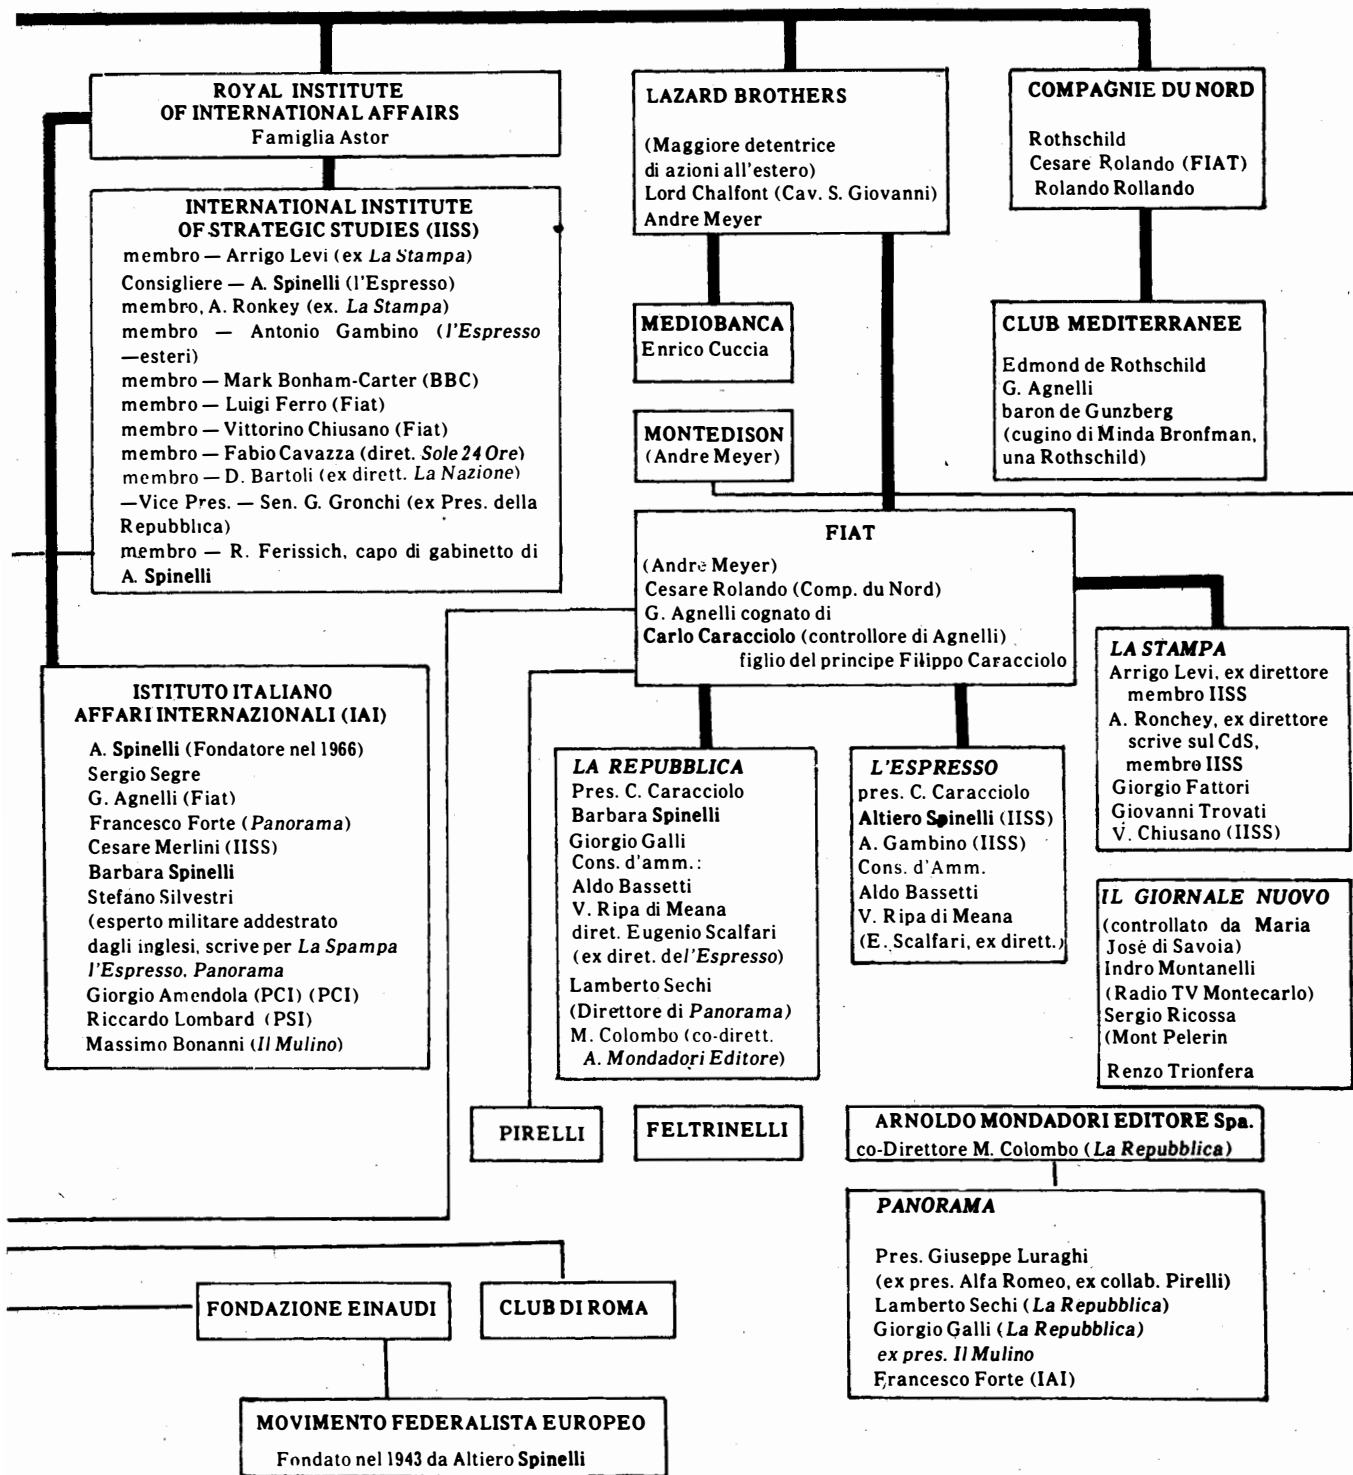 ROYAL INSTITUTE
OF INTERNATIONAL AFFAIRS
Famiglia Astor
INTERNATIONAL INSTITUTE
OF STRATEGIC STUDIES (IISS)
membro — Arrigo Levi (ex La Stampa)
Consigliere — A. Spinelli (l'Espresso)
membro, A. Ronkey (ex. La Stampa)
membro — Antonio Gambino (l'Espresso
—esteri)
membro — Mark Bonham-Carter (BBC)
membro — Luigi Ferro (Fiat)
membro — Vittorino Chiusano (Fiat)
membro — Fabio Cavazza (diret. Sole 24 Ore)
membro — D. Bartoli (ex dirett. La Nazione)
—Vice Pres. — Sen. G. Gronchi (ex Pres. della
Repubblica)
membro — R. Ferissich, capo di gabinetto di
A. Spinelli
ISTITUTO ITALIANO
AFFARI INTERNAZIONALI (IAI)
A. Spinelli (Fondatore nel 1966)
Sergio Segre
G. Agnelli (Fiat)
Francesco Forte (Panorama)
Cesare Merlini (IISS)
Barbara Spinelli
Stefano Silvestri
(esperto militare addestrato
dagli inglesi, scrive per La Spampa
l'Espresso, Panorama
Giorgio Amendola (PCI) (PCI)
Riccardo Lombard (PSI)
Massimo Bonanni (Il Mulino)
LAZARD BROTHERS
(Maggiore detentrice
di azioni all'estero)
Lord Chalfont (Cav. S. Giovanni)
Andre Meyer
MEDIOBANCA
Enrico Cuccia
MONTEDISON
(Andre Meyer)
COMPAGNIE DU NORD
Rothschild
Cesare Rolando (FIAT)
Rolando Rollando
CLUB MEDITERRANEE
Edmond de Rothschild
G. Agnelli
baron de Gunzberg
(cugino di Minda Bronfman,
una Rothschild)
FIAT
(Andre Meyer)
Cesare Rolando (Comp. du Nord)
G. Agnelli cognato di
Carlo Caracciolo (controllore di Agnelli)
figlio del principe Filippo Caracciolo
LA STAMPA
Arrigo Levi, ex direttore
membro IISS
A. Ronchey, ex direttore
scrive sul CdS,
membro IISS
Giorgio Fattori
Giovanni Trovati
V. Chiusano (IISS)
LA REPUBBLICA
Pres. C. Caracciolo
Barbara Spinelli
Giorgio Galli
Cons. d'amm.:
Aldo Bassetti
V. Ripa di Meana
diret. Eugenio Scalfari
(ex diret. del'Espresso)
Lamberto Sechi
(Direttore di Panorama)
M. Colombo (co-dirett.
A. Mondadori Editore)
L'ESPRESSO
pres. C. Caracciolo
Altiero Spinelli (IISS)
A. Gambino (IISS)
Cons. d'Amm.
Aldo Bassetti
V. Ripa di Meana
(E. Scalfari, ex dirett.)
IL GIORNALE NUOVO
(controllato da Maria
José di Savoia)
Indro Montanelli
(Radio TV Montecarlo)
Sergio Ricossa
(Mont Pelerin
Renzo Trionfera
PIRELLI
FELTRINELLI
ARNOLDO MONDADORI EDITORE Spa.
co-Direttore M. Colombo (La Repubblica)
PANORAMA
Pres. Giuseppe Luraghi
(ex pres. Alfa Romeo, ex collab. Pirelli)
Lamberto Sechi (La Repubblica)
Giorgio Galli (La Repubblica)
ex pres. Il Mulino
Francesco Forte (IAI)
FONDAZIONE EINAUDI
CLUB DI ROMA
MOVIMENTO FEDERALISTA EUROPEO
Fondato nel 1943 da Altiero Spinelli